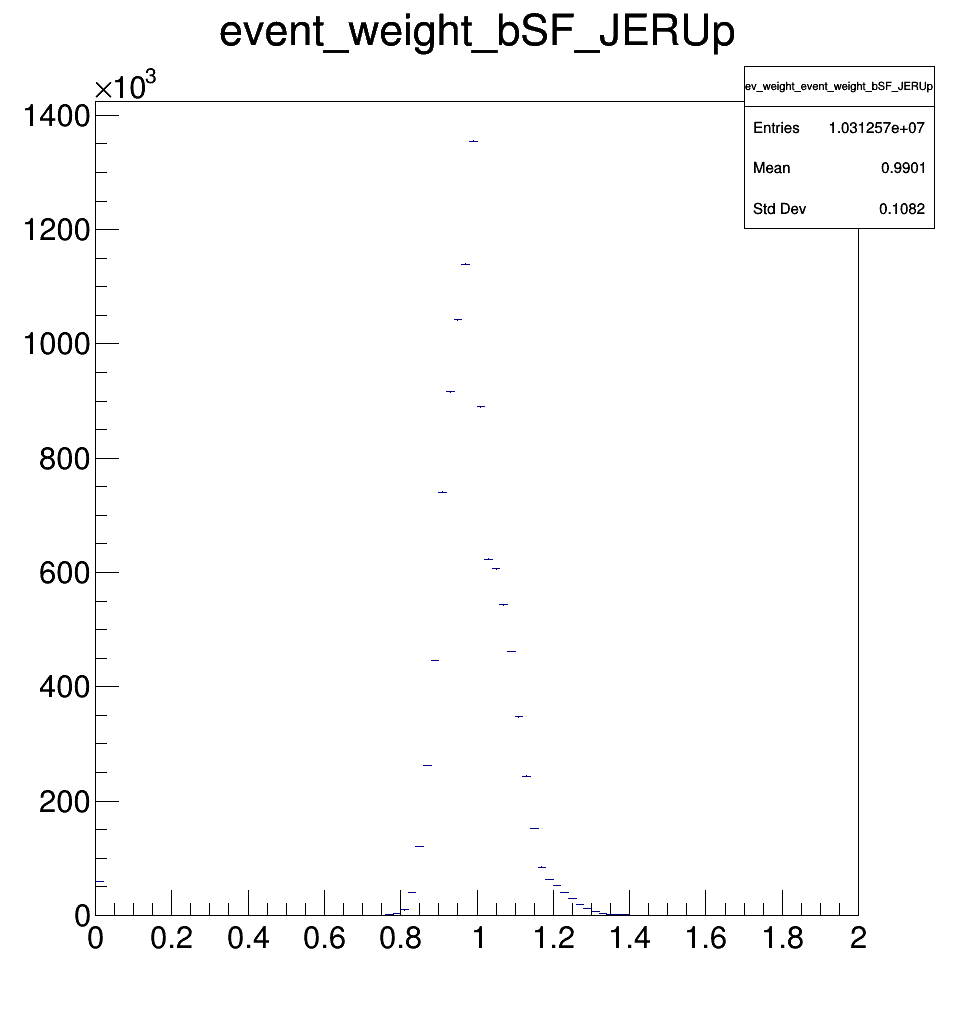 event_weight_bSF_JERUp
×10³
ev_weight_event_weight_bSF_JERUp
Entries 1.031257e+07
Mean 0.9901
Std Dev 0.1082
1400
1200
1000
800
600
400
200
0
0 0.2 0.4 0.6 0.8 1 1.2 1.4 1.6 1.8 2